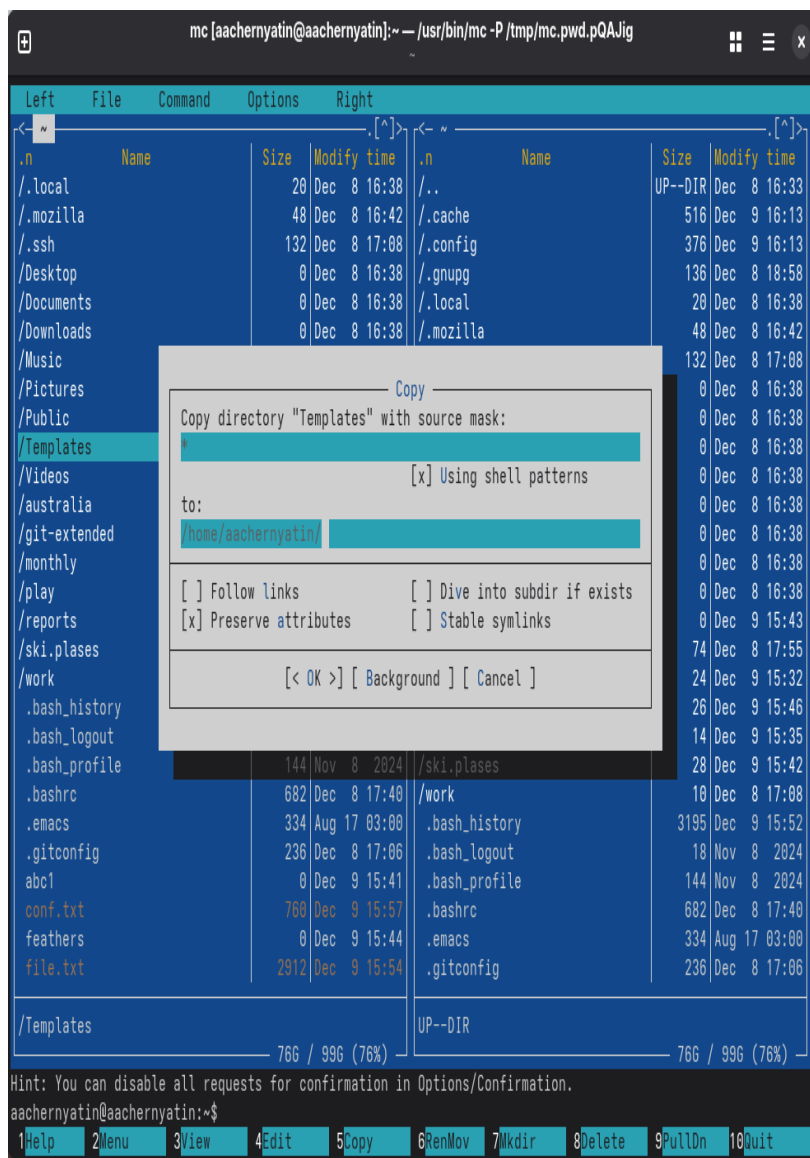 mc [aachernyatin@aachernyatin]:~ — /usr/bin/mc -P /tmp/mc.pwd.pQAJig
~
Left File Command Options Right
<- ~ .[^]> <- ~ .[^]>
.n Name Size Modify time .n Name Size Modify time
/.local 20 Dec 8 16:38 /.. UP--DIR Dec 8 16:33
/.mozilla 48 Dec 8 16:42 /.cache 516 Dec 9 16:13
/.ssh 132 Dec 8 17:08 /.config 376 Dec 9 16:13
/Desktop 0 Dec 8 16:38 /.gnupg 136 Dec 8 18:58
/Documents 0 Dec 8 16:38 /.local 20 Dec 8 16:38
/Downloads 0 Dec 8 16:38 /.mozilla 48 Dec 8 16:42
/Music 132 Dec 8 17:08
/Pictures Copy 0 Dec 8 16:38
/Public Copy directory "Templates" with source mask: 0 Dec 8 16:38
/Templates * 0 Dec 8 16:38
/Videos [x] Using shell patterns 0 Dec 8 16:38
/australia to: 0 Dec 8 16:38
/git-extended /home/aachernyatin/ 0 Dec 8 16:38
/monthly 0 Dec 8 16:38
/play [ ] Follow links [ ] Dive into subdir if exists 0 Dec 8 16:38
/reports [x] Preserve attributes [ ] Stable symlinks 0 Dec 9 15:43
/ski.plases 74 Dec 8 17:55
/work [< OK >] [ Background ] [ Cancel ] 24 Dec 9 15:32
.bash_history 26 Dec 9 15:46
.bash_logout 14 Dec 9 15:35
.bash_profile 144 Nov 8 2024 /ski.plases 28 Dec 9 15:42
.bashrc 682 Dec 8 17:40 /work 10 Dec 8 17:08
.emacs 334 Aug 17 03:00 .bash_history 3195 Dec 9 15:52
.gitconfig 236 Dec 8 17:06 .bash_logout 18 Nov 8 2024
abc1 0 Dec 9 15:41 .bash_profile 144 Nov 8 2024
conf.txt 760 Dec 9 15:57 .bashrc 682 Dec 8 17:40
feathers 0 Dec 9 15:44 .emacs 334 Aug 17 03:00
file.txt 2912 Dec 9 15:54 .gitconfig 236 Dec 8 17:06
/Templates UP--DIR
76G / 99G (76%) 76G / 99G (76%)
Hint: You can disable all requests for confirmation in Options/Confirmation.
aachernyatin@aachernyatin:~$
1Help 2Menu 3View 4Edit 5Copy 6RenMov 7Mkdir 8Delete 9PullDn 10Quit